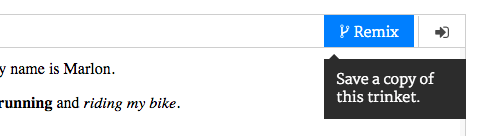 Remix
y name is Marlon.
Save a copy of
this trinket.
running and riding my bike.